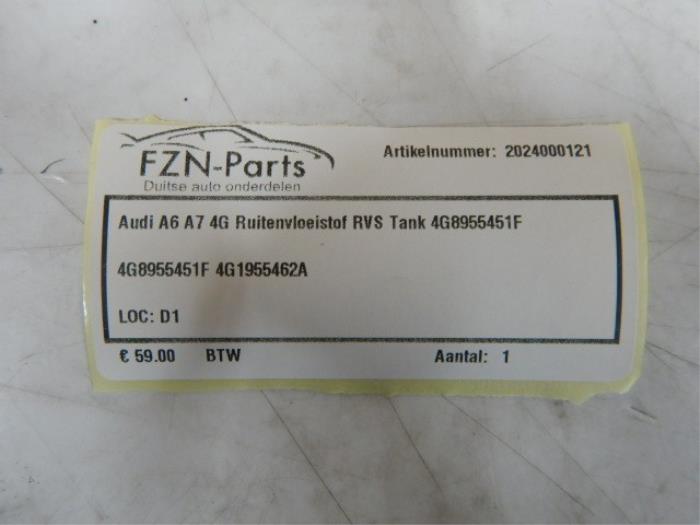 FZN-Parts
Duitse auto onderdelen
Artikelnummer: 2024000121
Audi A6 A7 4G Ruitenvloeistof RVS Tank 4G8955451F
4G8955451F 4G1955462A
LOC: D1
€ 59.00 BTW Aantal: 1